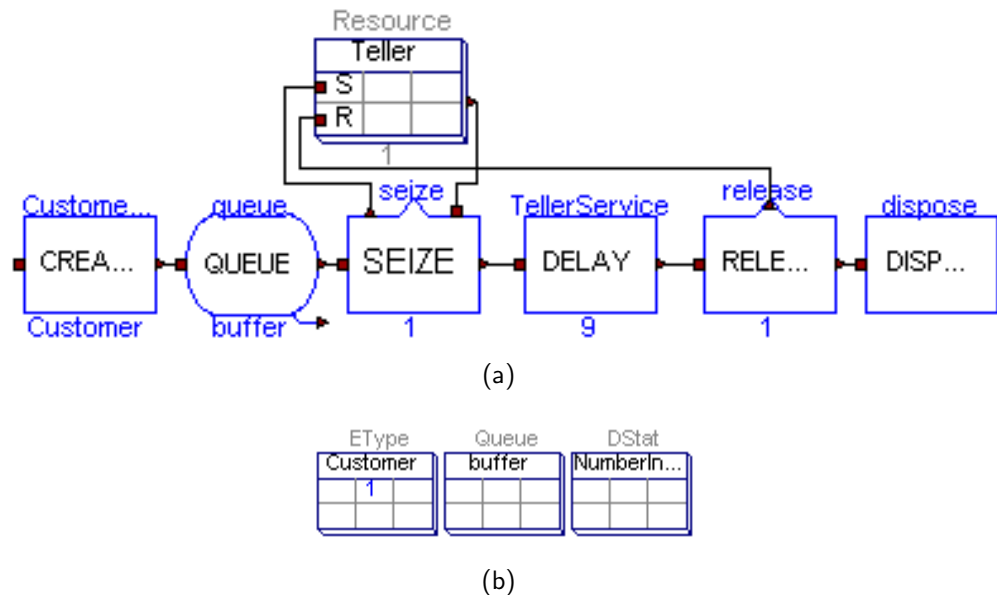 Resource
Teller
S
R
1
Custome... queue seize TellerService release dispose
CREA... QUEUE SEIZE DELAY RELE... DISP...
Customer buffer 1 9 1
(a)
EType Queue DStat
Customer buffer NumberIn...
1
(b)